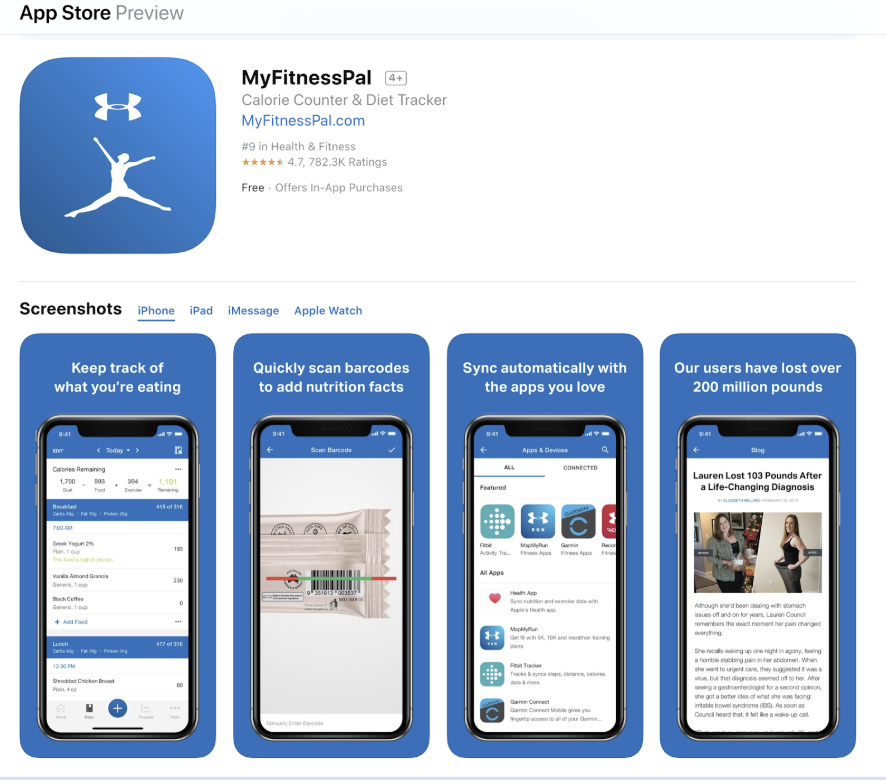 App Store Preview
MyFitnessPal 4+
Calorie Counter & Diet Tracker
MyFitnessPal.com
#9 in Health & Fitness
★★★★★ 4.7, 782.3K Ratings
Free · Offers In-App Purchases
Screenshots iPhone iPad iMessage Apple Watch
Keep track of
what you're eating
9:41
EDIT < Today >
Calories Remaining
1,700 - 993 + 394 = 1,101
Goal Food Exercise Remaining
Breakfast 418 of 316
7:00 AM
Greek Yogurt 2% 193
Plain, 1 cup
This food is high in protein.
Vanilla Almond Granola 230
Generic, 1 cup
Black Coffee 0
Generic, 1 cup
+ Add Food
Lunch 477 of 316
12:30 PM
Shredded Chicken Breast 80
Plain, 4 oz
Home Diary Progress More
Quickly scan barcodes
to add nutrition facts
9:41
Scan Barcode
9 351813 003537
Manually Enter Barcode
Sync automatically with
the apps you love
9:41
Apps & Devices
ALL CONNECTED
Featured
GARMIN
Fitbit MapMyRun Garmin
Activity Tra... Fitness Apps Fitness Apps
All Apps
Health App
Sync nutrition and exercise data with
Apple's Health app.
MapMyRun
Get fit with 5K, 10K and marathon training
plans
Fitbit Tracker
Tracks & syncs steps, distance, calories
data & more.
GARMIN
Garmin Connect
Garmin Connect Mobile gives you
fingertip access to all of your Garmin...
Our users have lost over
200 million pounds
9:41
Blog
Lauren Lost 103 Pounds After
a Life-Changing Diagnosis
BEFORE AFTER
Although she'd been dealing with stomach
issues off and on for years, Lauren Council
remembers the exact moment her pain changed
everything.
She recalls waking up one night in agony, feeling
a horrible stabbing pain in her abdomen. When
she went to urgent care, they suggested it was a
virus, but that diagnosis seemed off to her. After
seeing a gastroenterologist for a second opinion,
she got a better idea of what she was facing:
irritable bowel syndrome (IBS). As soon as
Council heard that, it felt like a wake-up call.